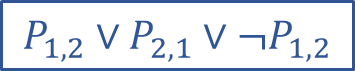 P₁,₂ ∨ P₂,₁ ∨ ¬P₁,₂